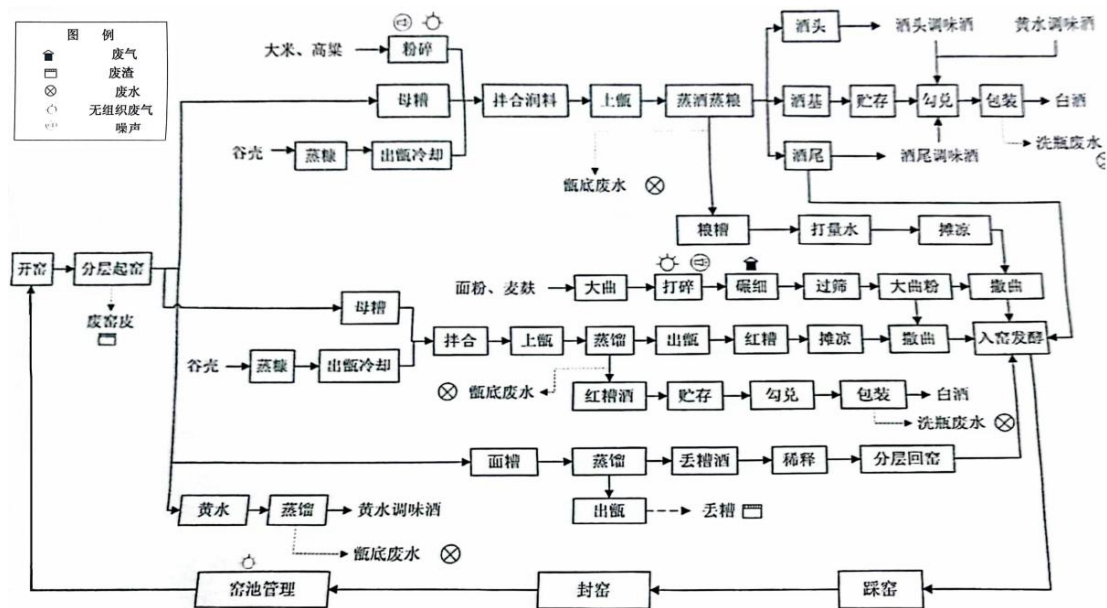 图 例
废气
废渣
废水
无组织废气
噪声
大米、高粱 粉碎
母糟 拌合润料 上甑 蒸酒蒸粮
谷壳 蒸糠 出甑冷却
甑底废水
酒头 酒头调味酒 黄水调味酒
酒基 贮存 勾兑 包装 白酒
酒尾 酒尾调味酒 洗瓶废水
粮糟 打量水 摊凉
开窑 分层起窑
废窑皮
面粉、麦麸 大曲 打碎 碾细 过筛 大曲粉 撒曲
母糟
拌合 上甑 蒸馏 出甑 红糟 摊凉 撒曲 入窑发酵
谷壳 蒸糠 出甑冷却
甑底废水 红糟酒 贮存 勾兑 包装 白酒
洗瓶废水
面糟 蒸馏 丢糟酒 稀释 分层回窑
出甑 丢糟
黄水 蒸馏 黄水调味酒
甑底废水
窑池管理 封窑 踩窑